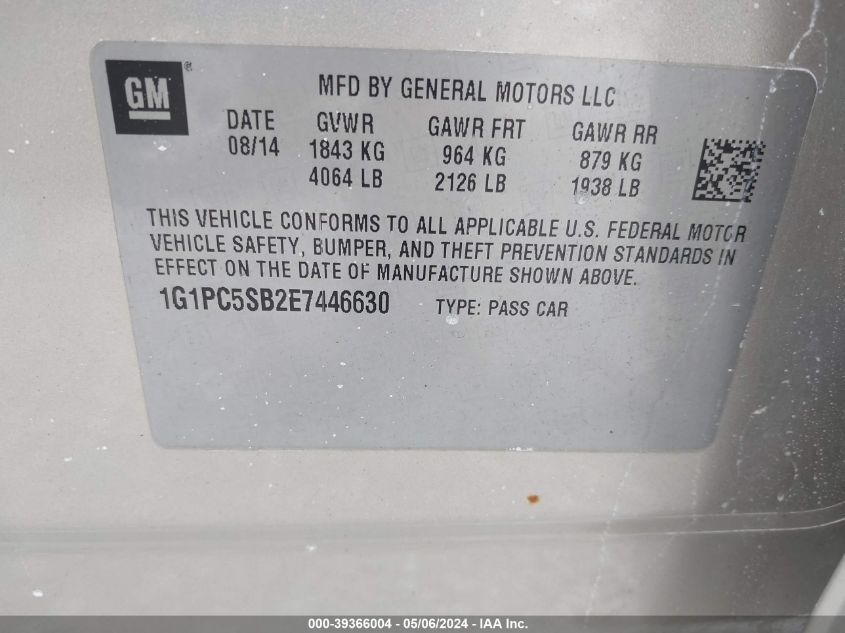 GM®
MFD BY GENERAL MOTORS LLC
DATE GVWR GAWR FRT GAWR RR
08/14 1843 KG 964 KG 879 KG
4064 LB 2126 LB 1938 LB
THIS VEHICLE CONFORMS TO ALL APPLICABLE U.S. FEDERAL MOTOR
VEHICLE SAFETY, BUMPER, AND THEFT PREVENTION STANDARDS IN
EFFECT ON THE DATE OF MANUFACTURE SHOWN ABOVE.
1G1PC5SB2E7446630 TYPE: PASS CAR
000-39366004 - 05/06/2024 - IAA Inc.